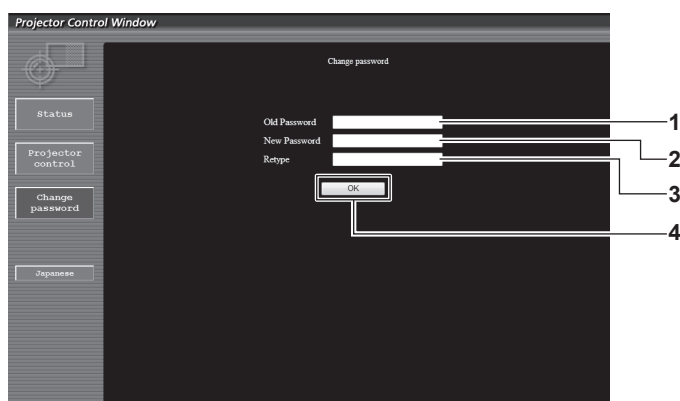 Projector Control Window
Change password
Status
Old Password
1
New Password
2
Projector
control
Retype
3
OK
Change
password
4
Japanese